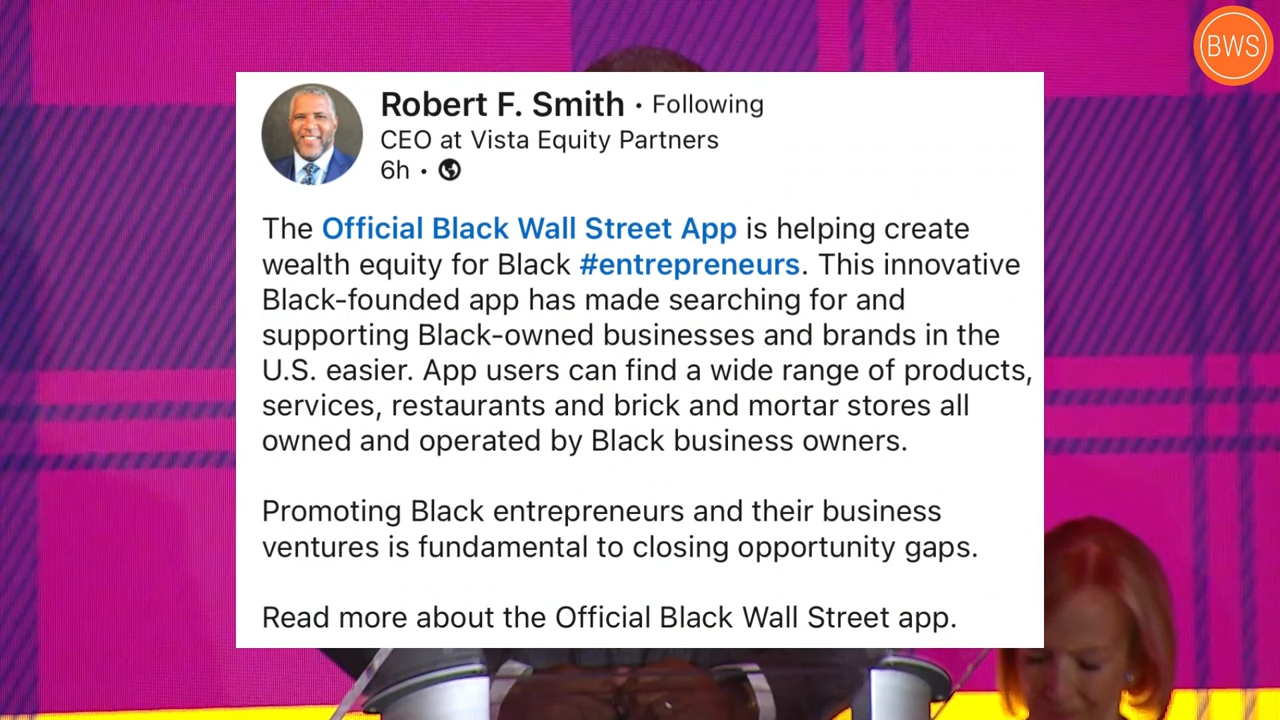 BWS
Robert F. Smith • Following
CEO at Vista Equity Partners
6h •
The Official Black Wall Street App is helping create
wealth equity for Black #entrepreneurs. This innovative
Black-founded app has made searching for and
supporting Black-owned businesses and brands in the
U.S. easier. App users can find a wide range of products,
services, restaurants and brick and mortar stores all
owned and operated by Black business owners.
Promoting Black entrepreneurs and their business
ventures is fundamental to closing opportunity gaps.
Read more about the Official Black Wall Street app.